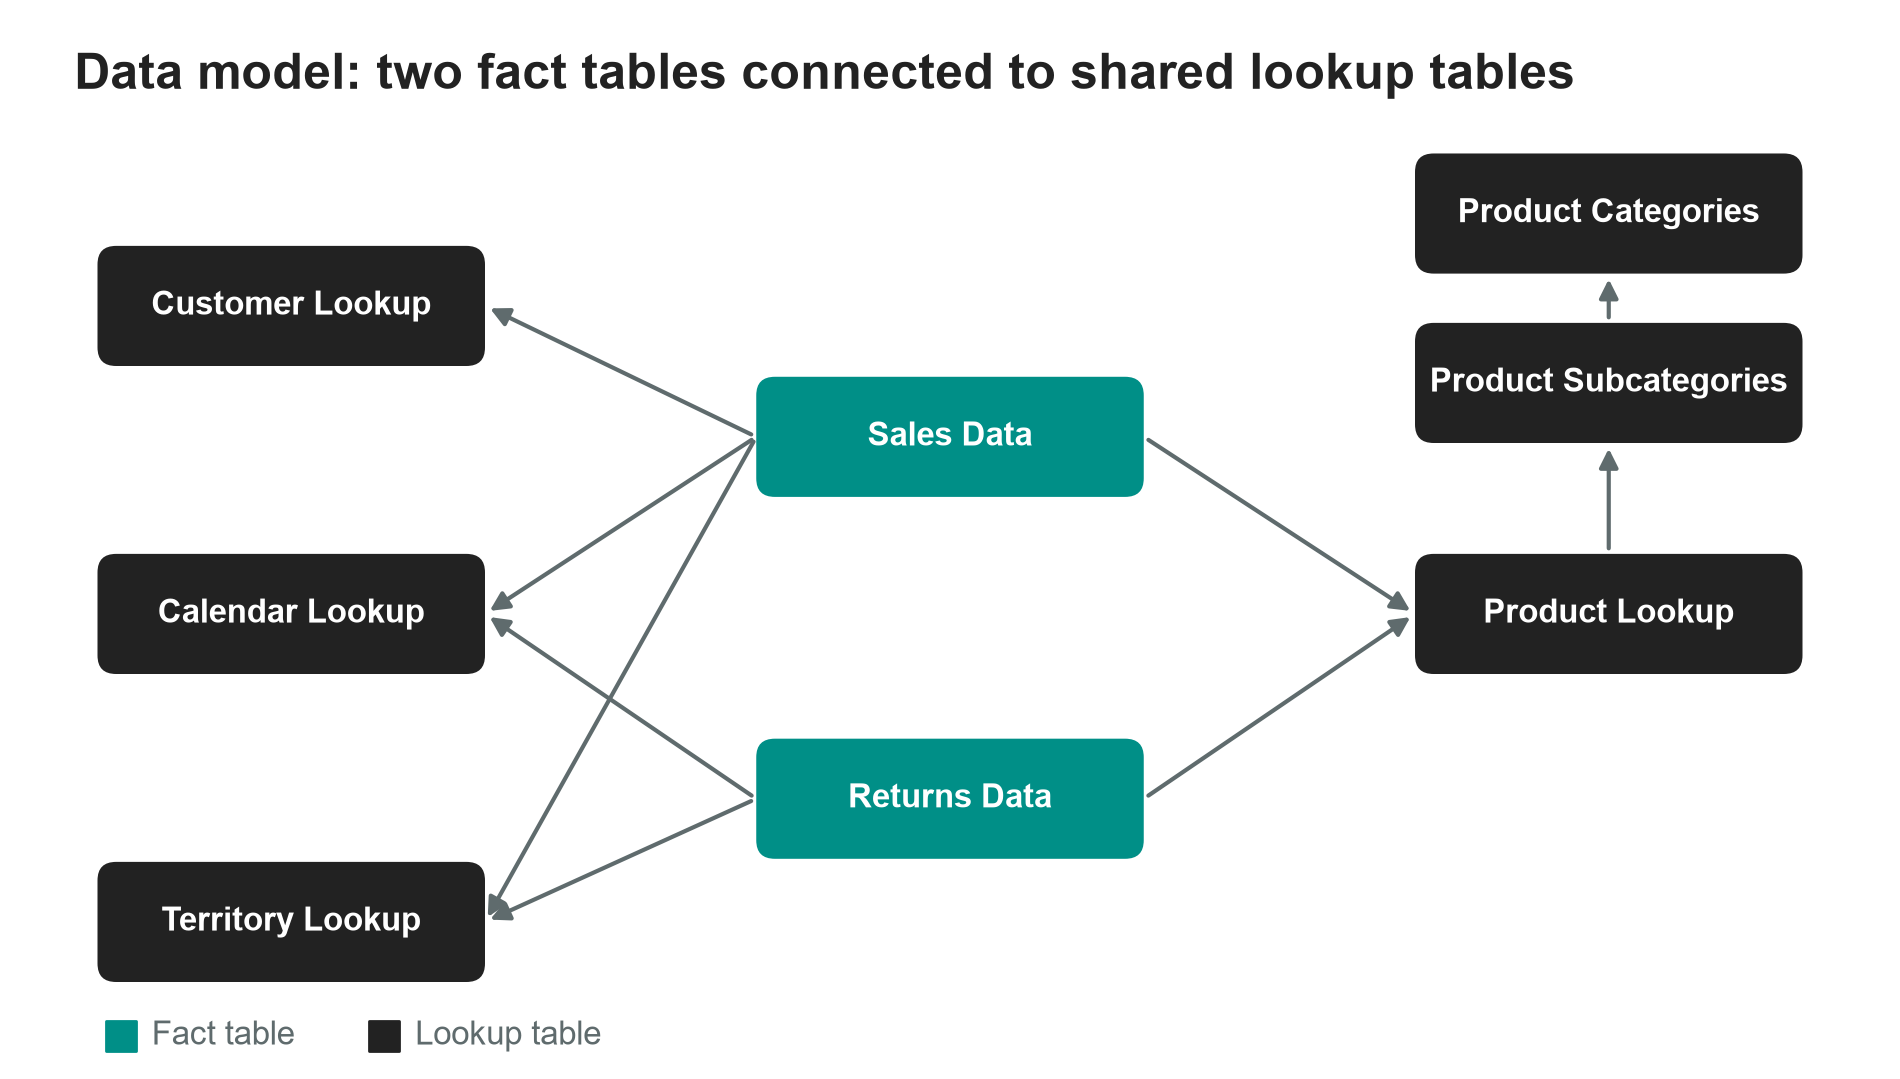 Data model: two fact tables connected to shared lookup tables
Product Categories
Customer Lookup
Product Subcategories
Sales Data
Calendar Lookup
Product Lookup
Returns Data
Territory Lookup
Fact table
Lookup table